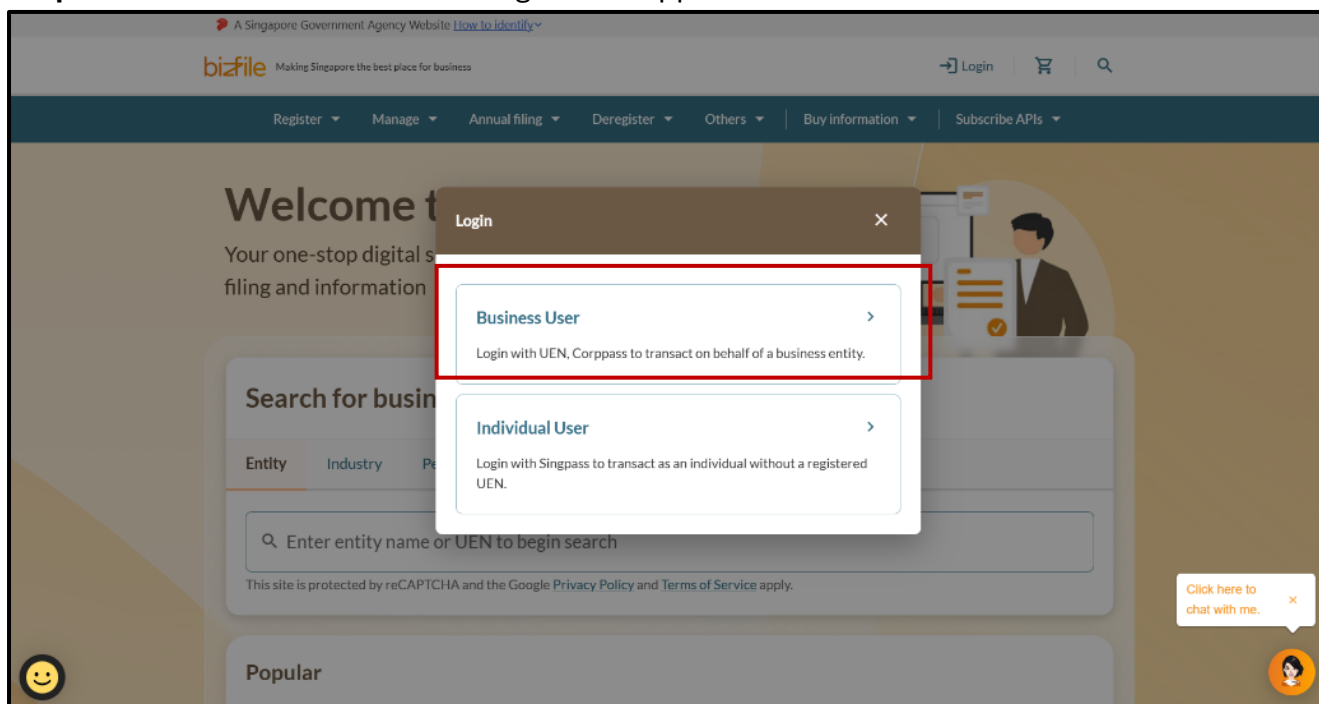 A Singapore Government Agency Website How to identify
bizfile Making Singapore the best place for business
Login
Register Manage Annual filing Deregister Others Buy information Subscribe APIs
Welcome t
Your one-stop digital s
filing and information
Login
Business User
Login with UEN, Corppass to transact on behalf of a business entity.
Individual User
Login with Singpass to transact as an individual without a registered
UEN.
Search for busin
Entity Industry Pe
Enter entity name or UEN to begin search
This site is protected by reCAPTCHA and the Google Privacy Policy and Terms of Service apply.
Click here to
chat with me.
Popular